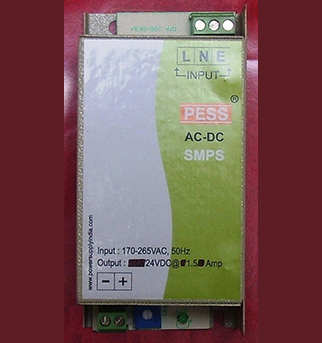 L N E
INPUT
PESS ®
AC-DC
SMPS
Input : 170-265VAC, 50Hz
Output : 24VDC@ 1.5 Amp
- +
www.powersupplyindia.com